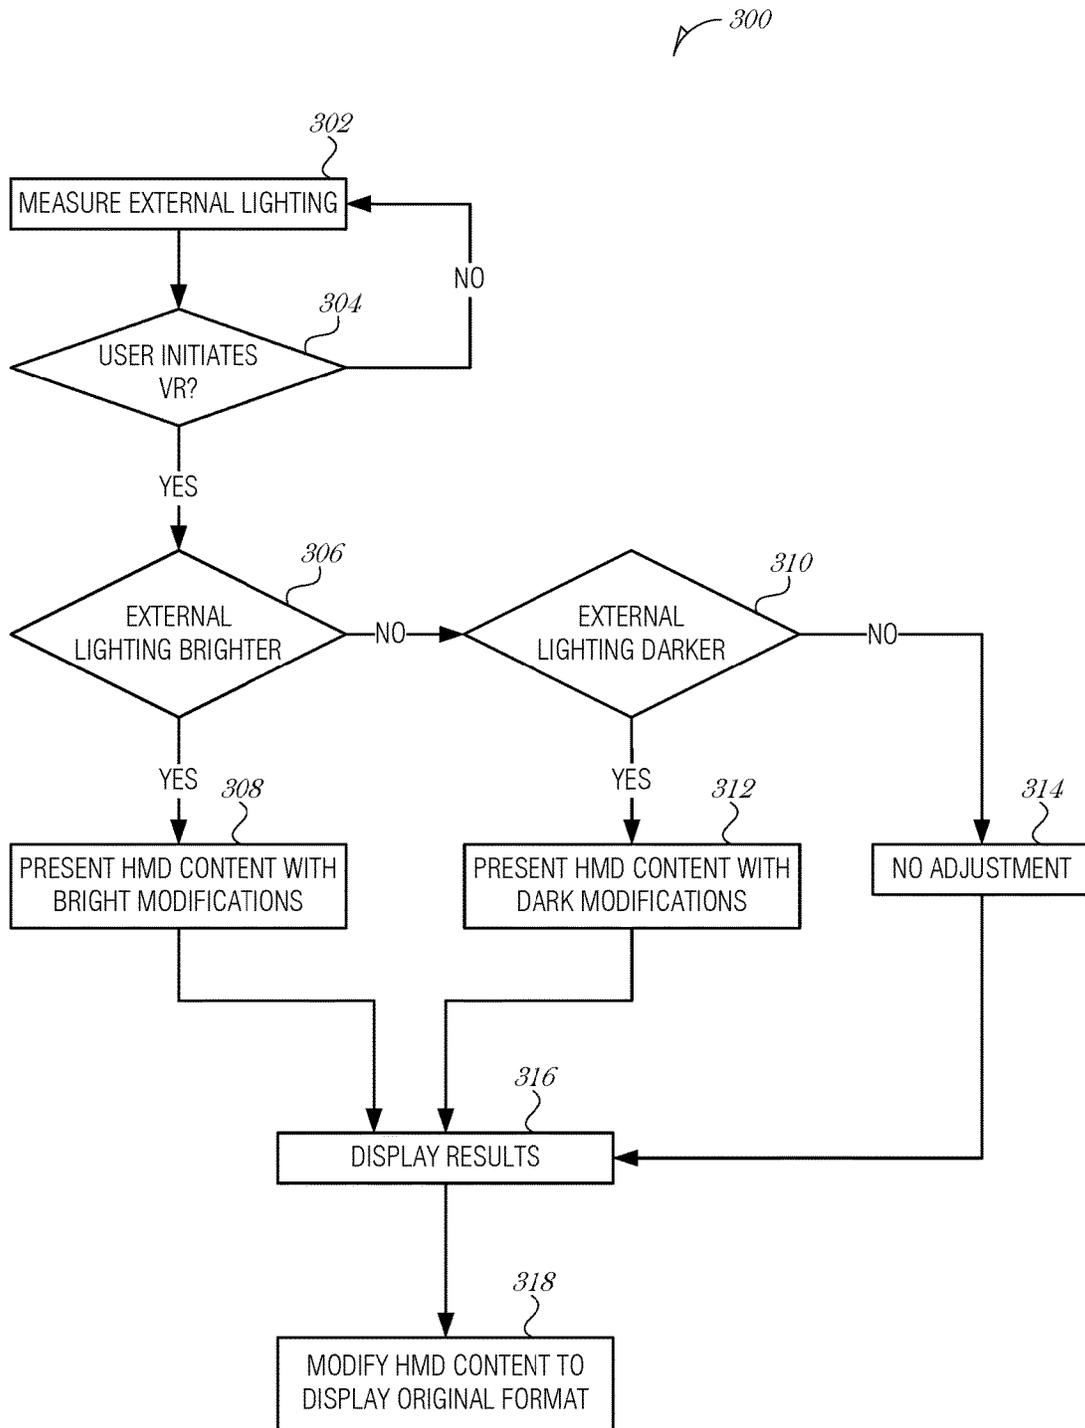 300
302
MEASURE EXTERNAL LIGHTING
NO
304
USER INITIATES
VR?
YES
306
EXTERNAL
LIGHTING BRIGHTER
NO
310
EXTERNAL
LIGHTING DARKER
NO
YES
308
PRESENT HMD CONTENT WITH
BRIGHT MODIFICATIONS
YES
312
PRESENT HMD CONTENT WITH
DARK MODIFICATIONS
314
NO ADJUSTMENT
316
DISPLAY RESULTS
318
MODIFY HMD CONTENT TO
DISPLAY ORIGINAL FORMAT